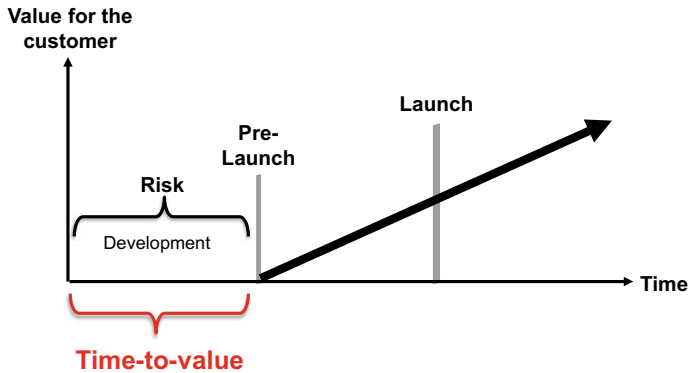 Value for the
customer
Launch
Pre-
Launch
Risk
Development
Time
Time-to-value